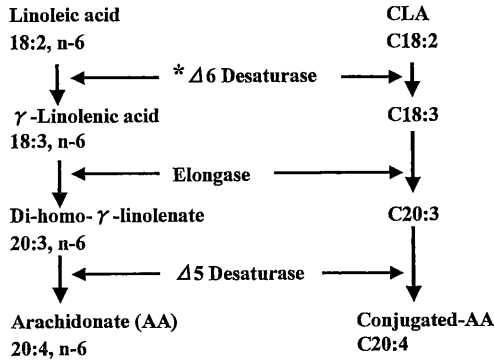 Linoleic acid
18:2, n-6
CLA
C18:2
*Δ6 Desaturase
γ-Linolenic acid
18:3, n-6
C18:3
Elongase
Di-homo-γ-linolenate
20:3, n-6
C20:3
Δ5 Desaturase
Arachidonate (AA)
20:4, n-6
Conjugated-AA
C20:4